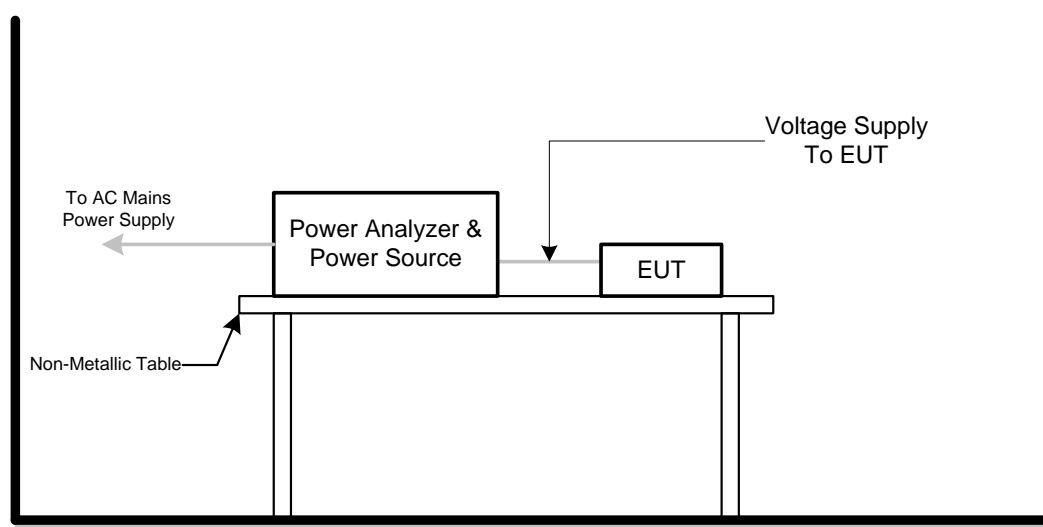 Voltage Supply
To EUT
To AC Mains
Power Supply
Power Analyzer &
Power Source
EUT
Non-Metallic Table